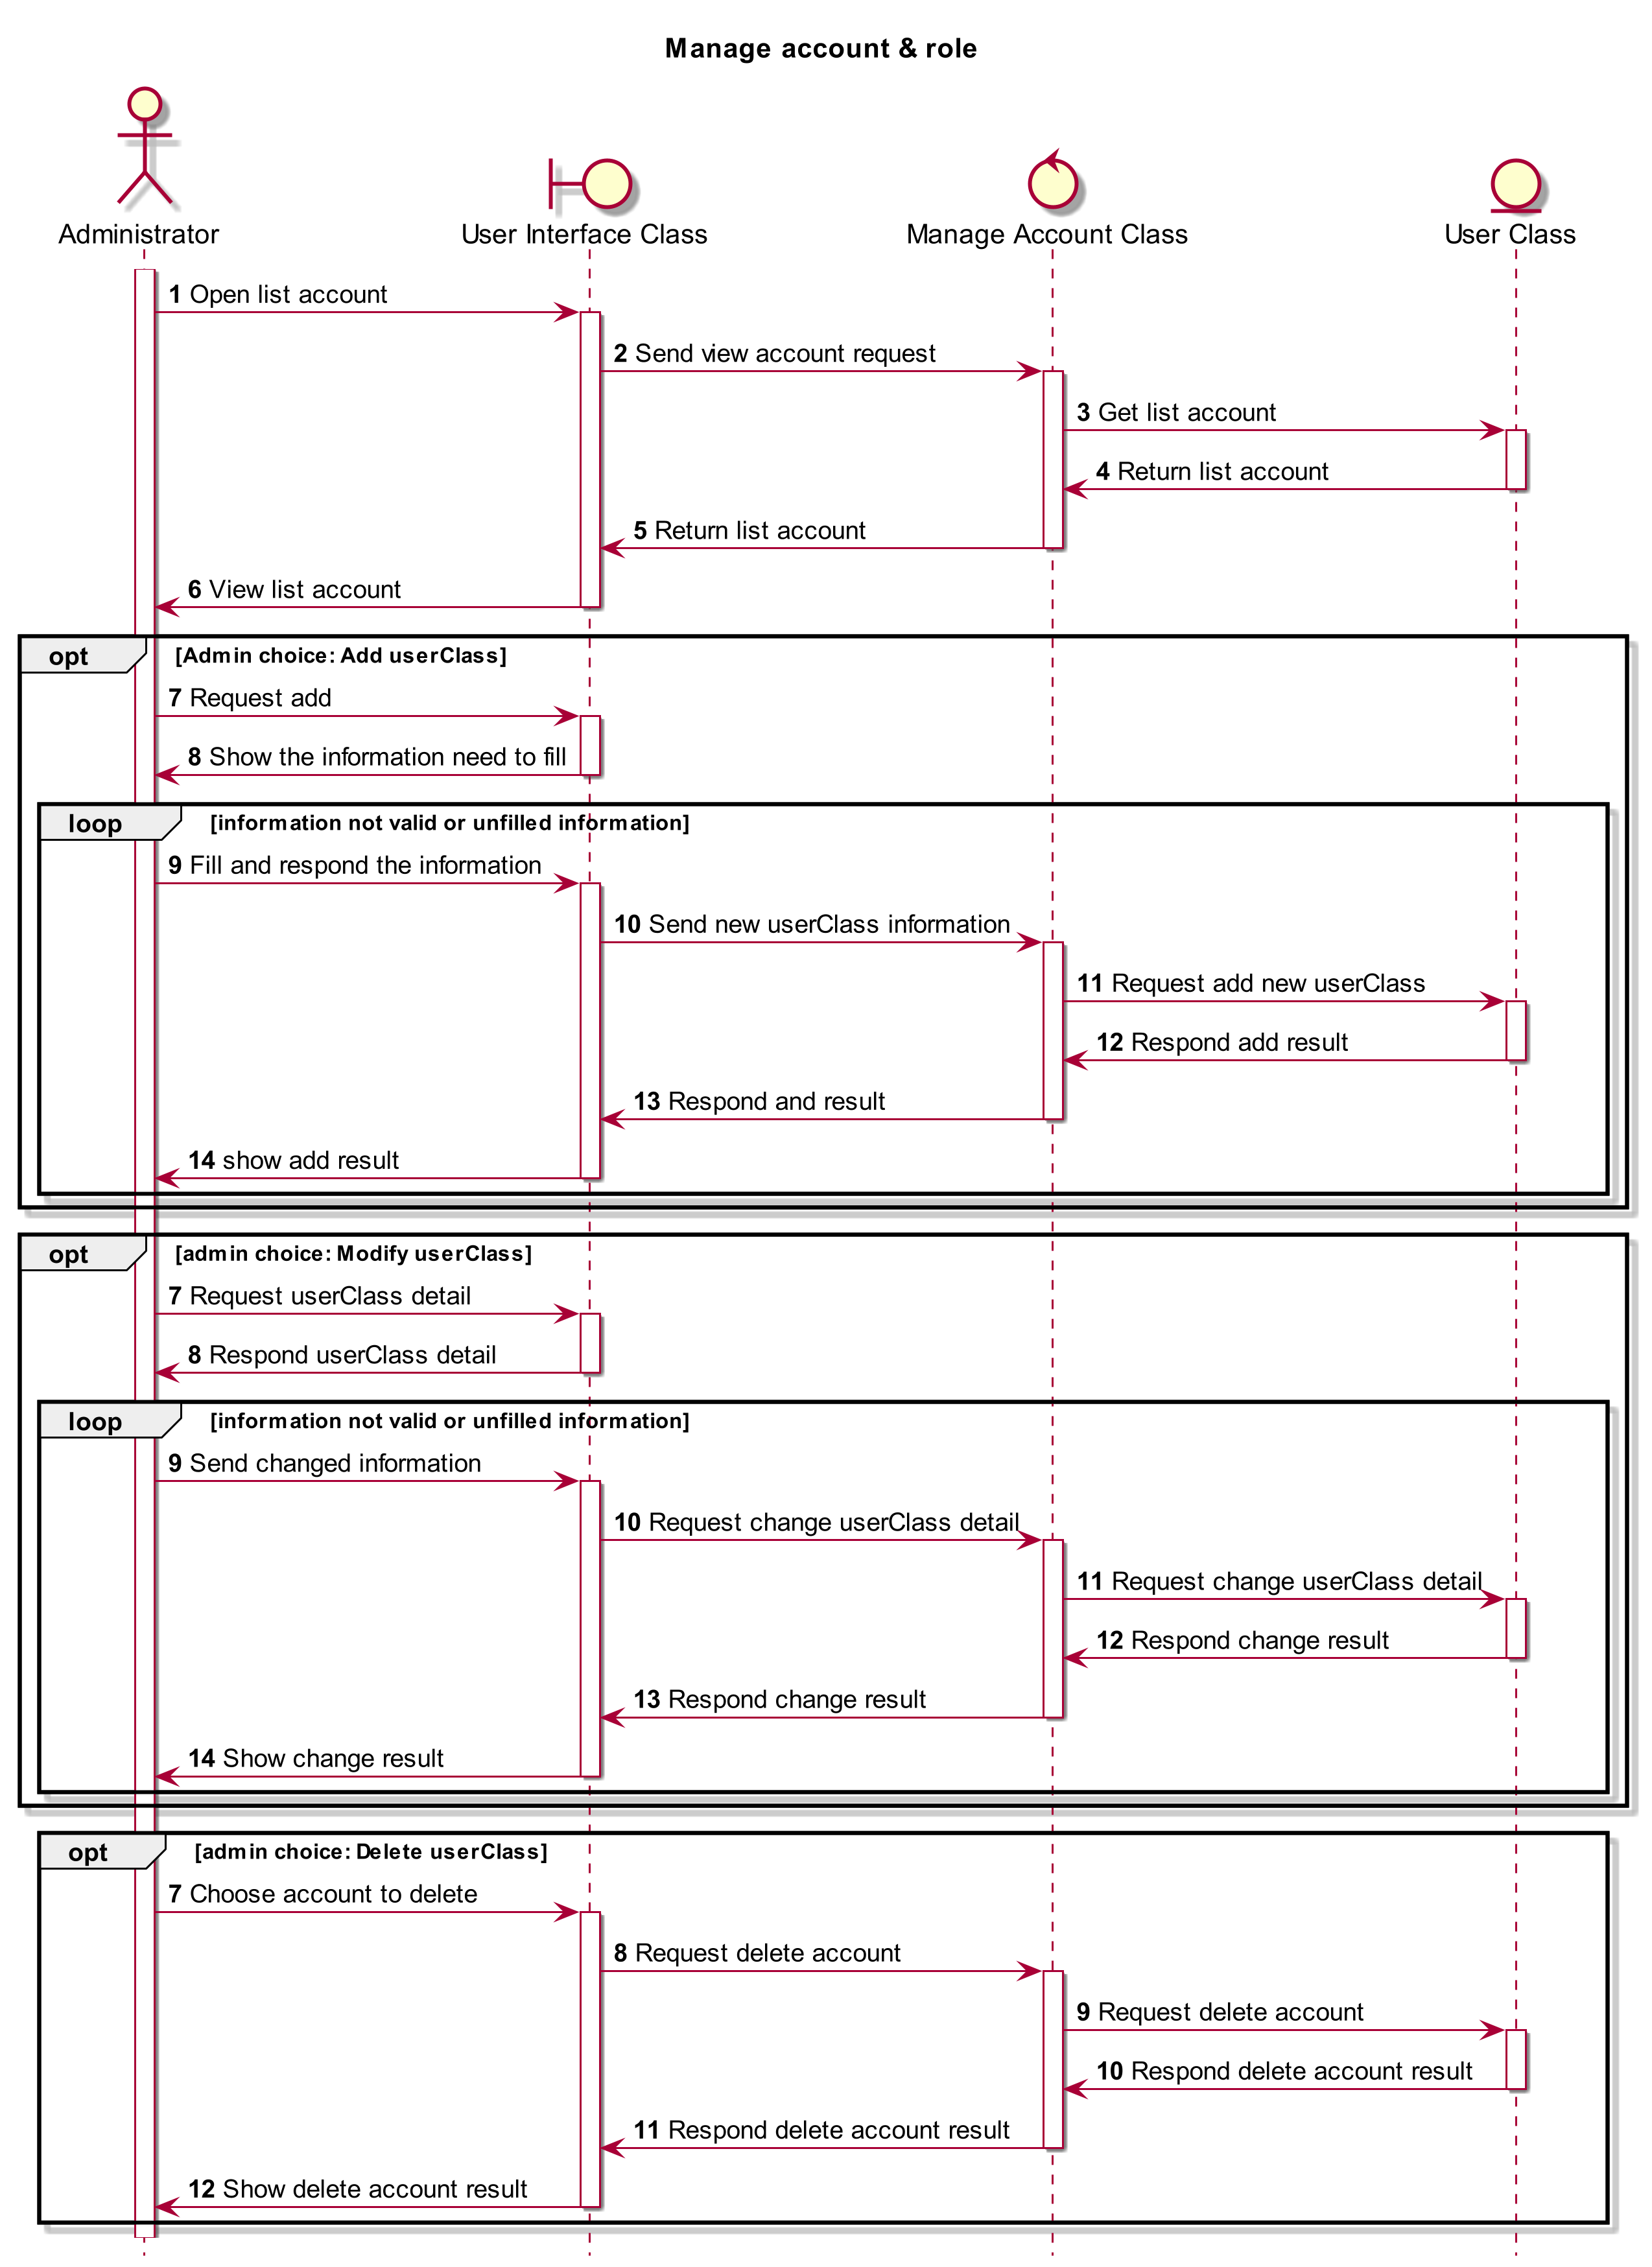 Manage account & role
Administrator
User Interface Class
Manage Account Class
User Class
1 Open list account
2 Send view account request
3 Get list account
4 Return list account
5 Return list account
6 View list account
opt [Admin choice: Add userClass]
7 Request add
8 Show the information need to fill
loop [information not valid or unfilled information]
9 Fill and respond the information
10 Send new userClass information
11 Request add new userClass
12 Respond add result
13 Respond and result
14 show add result
opt [admin choice: Modify userClass]
7 Request userClass detail
8 Respond userClass detail
loop [information not valid or unfilled information]
9 Send changed information
10 Request change userClass detail
11 Request change userClass detail
12 Respond change result
13 Respond change result
14 Show change result
opt [admin choice: Delete userClass]
7 Choose account to delete
8 Request delete account
9 Request delete account
10 Respond delete account result
11 Respond delete account result
12 Show delete account result